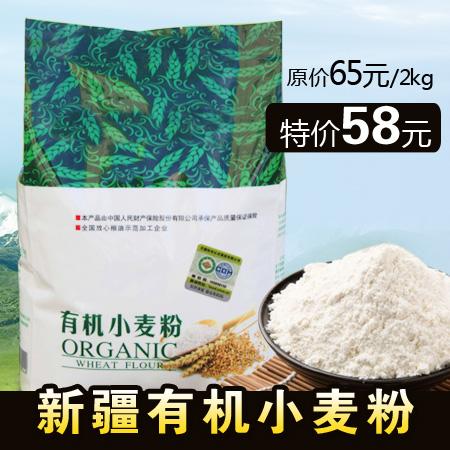 原价65元/2kg
特价58元
■本产品由中国人民财产保险股份有限公司承保产品质量保证保险
■全国放心粮油示范加工企业
COH
有机小麦粉
ORGANIC
WHEAT FLOUR
新疆有机小麦粉